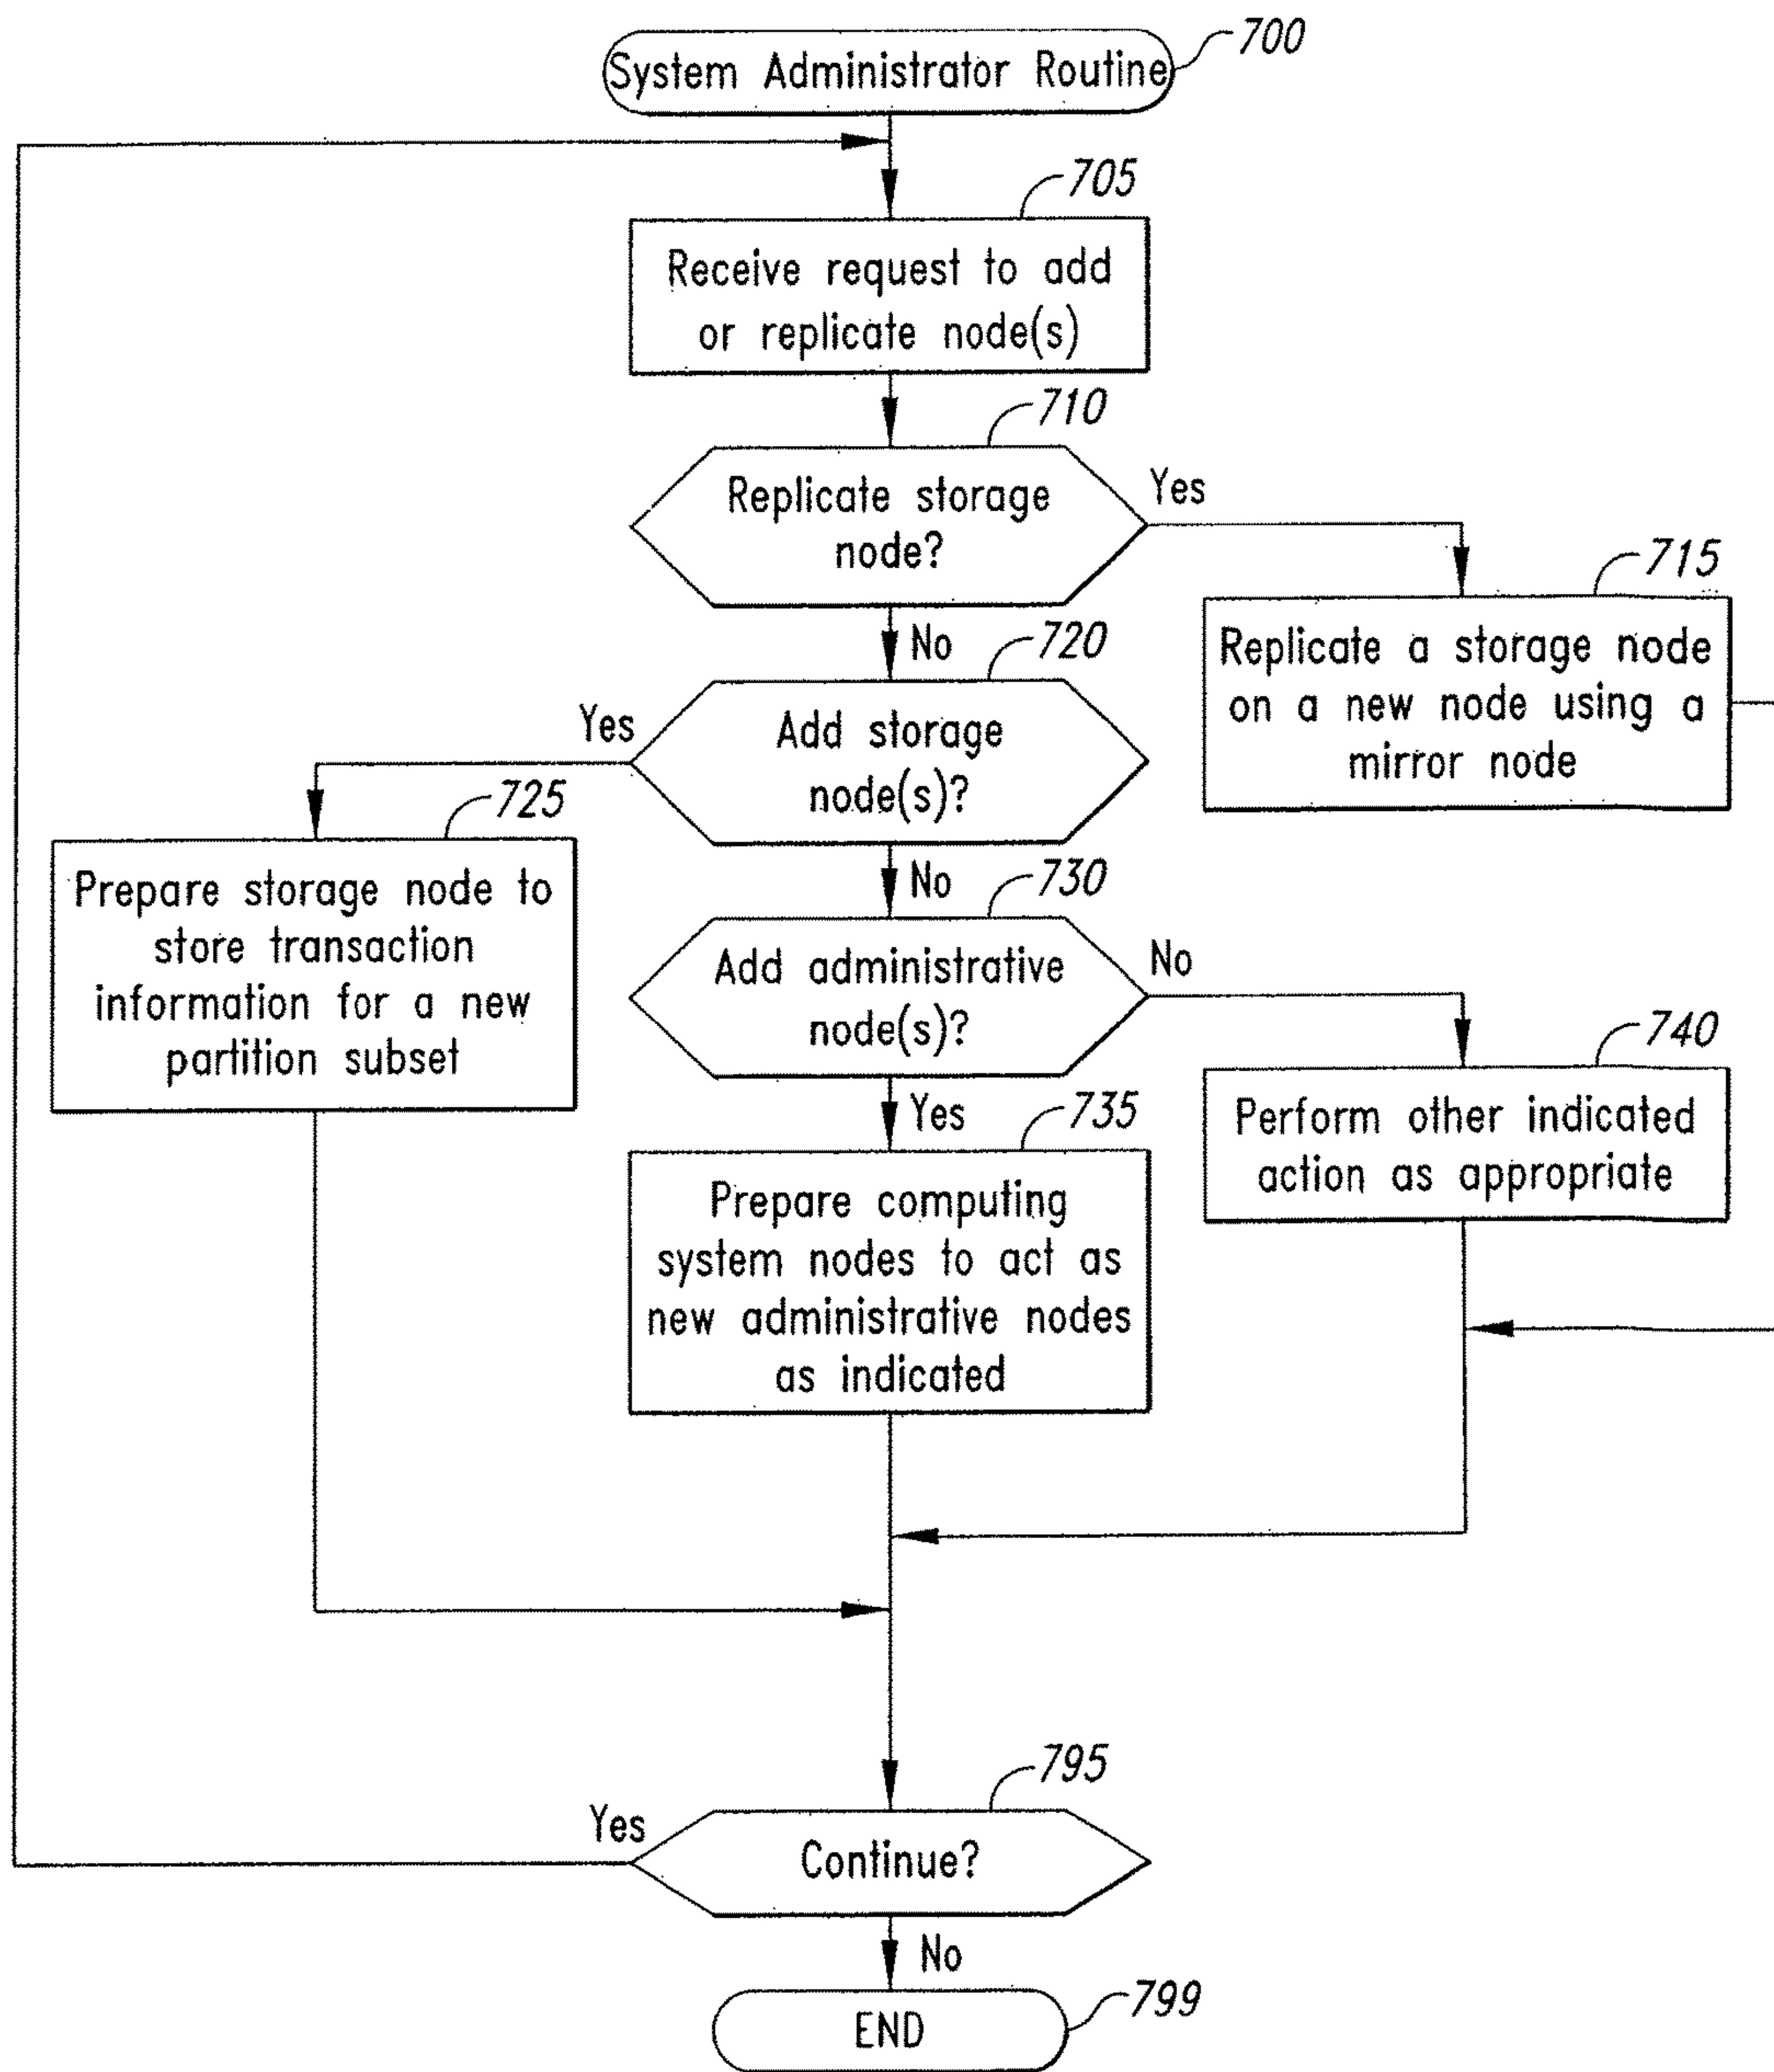 System Administrator Routine
700
705
Receive request to add
or replicate node(s)
710
Replicate storage
node?
Yes
No
715
Replicate a storage node
on a new node using a
mirror node
720
Add storage
node(s)?
Yes
No
725
Prepare storage node to
store transaction
information for a new
partition subset
730
Add administrative
node(s)?
No
Yes
735
Prepare computing
system nodes to act as
new administrative nodes
as indicated
740
Perform other indicated
action as appropriate
795
Continue?
Yes
No
END
799